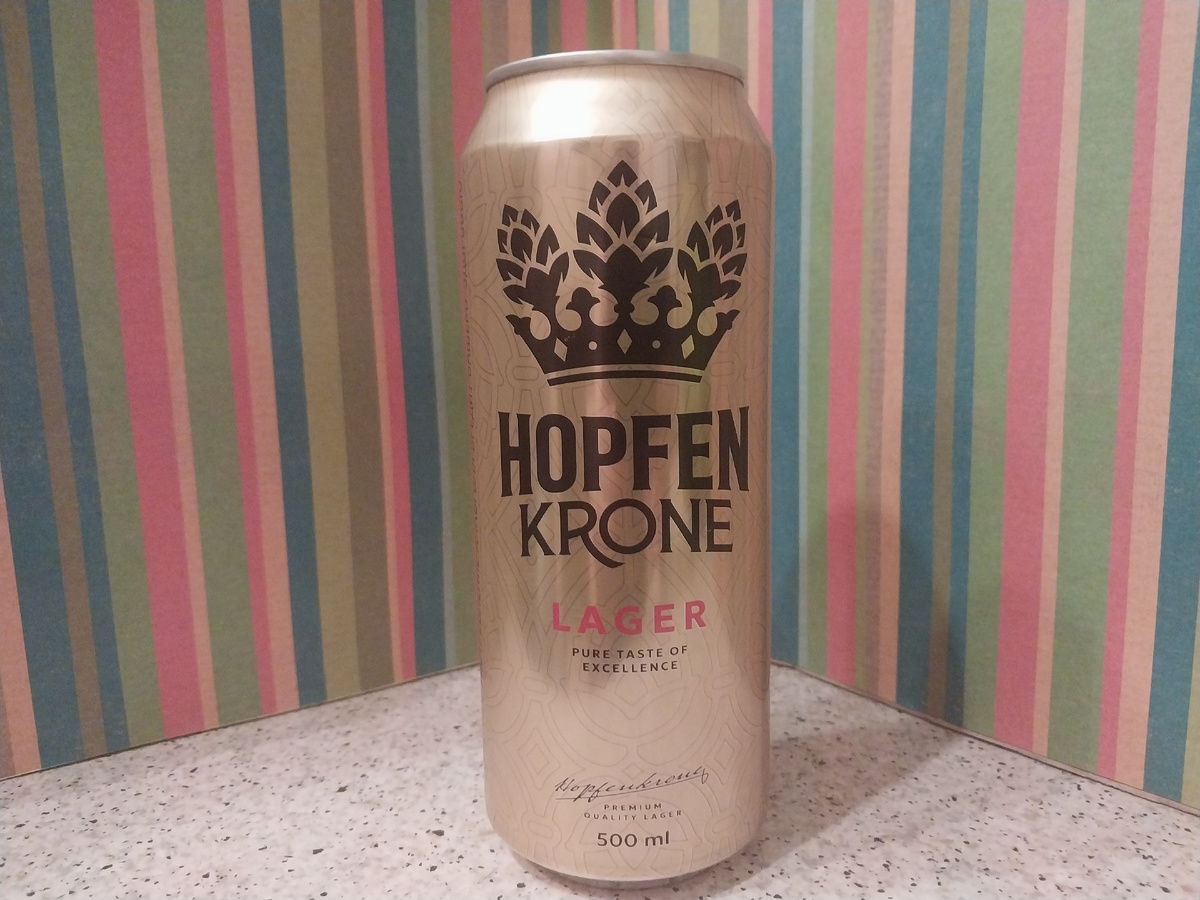 HOPFEN
KRONE
LAGER
PURE TASTE OF
EXCELLENCE
Hopfenkrone
PREMIUM
QUALITY LAGER
500 ml